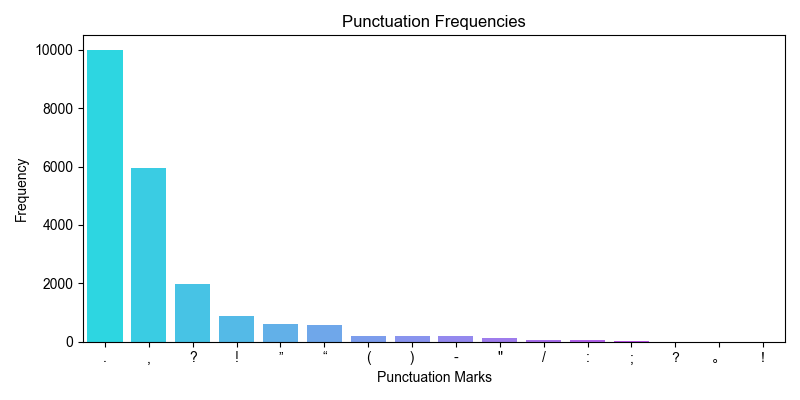 Punctuation Frequencies
Frequency
10000
8000
6000
4000
2000
0
. , ? ! ” “ ( ) - " / : ; ? 。 !
Punctuation Marks